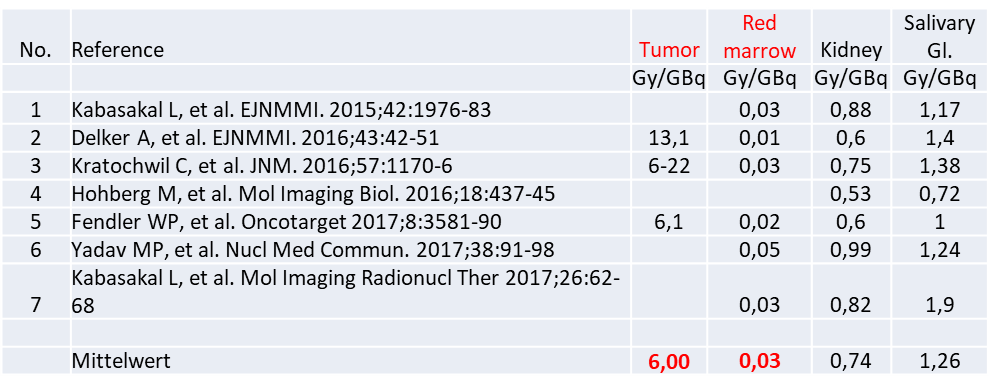 No. Reference Tumor Red marrow Kidney Salivary Gl.
Gy/GBq Gy/GBq Gy/GBq Gy/GBq
1 Kabasakal L, et al. EJNMMI. 2015;42:1976-83 0,03 0,88 1,17
2 Delker A, et al. EJNMMI. 2016;43:42-51 13,1 0,01 0,6 1,4
3 Kratochwil C, et al. JNM. 2016;57:1170-6 6-22 0,03 0,75 1,38
4 Hohberg M, et al. Mol Imaging Biol. 2016;18:437-45 0,53 0,72
5 Fendler WP, et al. Oncotarget 2017;8:3581-90 6,1 0,02 0,6 1
6 Yadav MP, et al. Nucl Med Commun. 2017;38:91-98 0,05 0,99 1,24
Kabasakal L, et al. Mol Imaging Radionucl Ther 2017;26:62-
7 68 0,03 0,82 1,9
Mittelwert 6,00 0,03 0,74 1,26